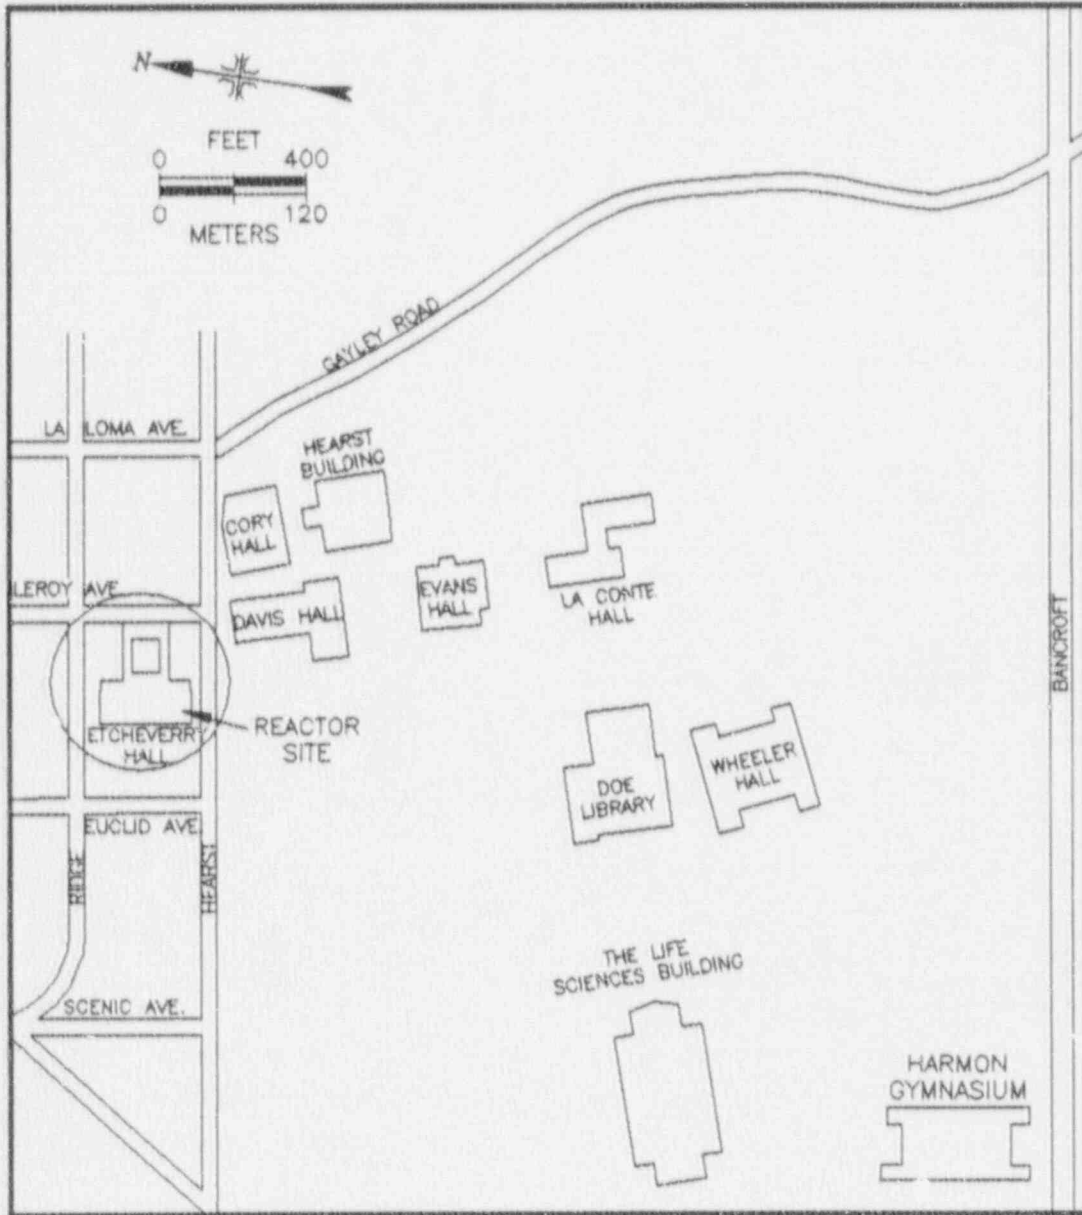 N
FEET
0 400
0 120
METERS
GAYLEY ROAD
LA LOMA AVE.
HEARST
BUILDING
CORY
HALL
LEROY AVE.
DAVIS HALL
EVANS
HALL
LA CONTE
HALL
BANCROFT
ETCHEVERRY
HALL
REACTOR
SITE
DOE
LIBRARY
WHEELER
HALL
EUCLID AVE.
RIDGE
HEARST
THE LIFE
SCIENCES BUILDING
SCENIC AVE.
HARMON
GYMNASIUM